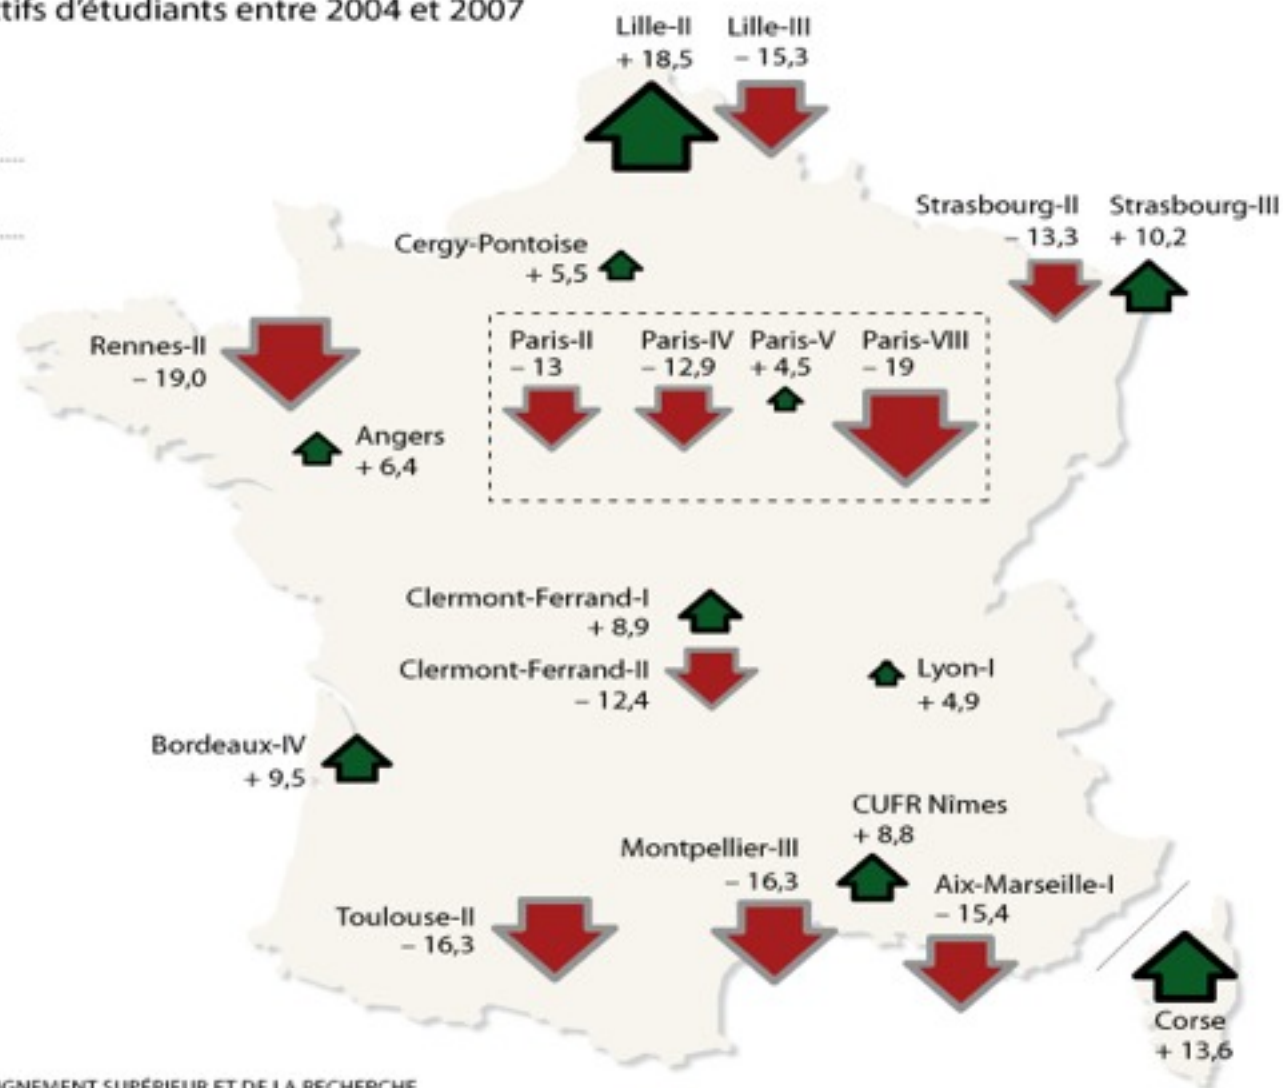 d'étudiants entre 2004 et 2007
Lille-II
+ 18,5
Lille-III
– 15,3
Strasbourg-II
– 13,3
Strasbourg-III
+ 10,2
Cergy-Pontoise
+ 5,5
Rennes-II
– 19,0
Paris-II
– 13
Paris-IV
– 12,9
Paris-V
+ 4,5
Paris-VIII
– 19
Angers
+ 6,4
Clermont-Ferrand-I
+ 8,9
Clermont-Ferrand-II
– 12,4
Lyon-I
+ 4,9
Bordeaux-IV
+ 9,5
CUFR Nîmes
+ 8,8
Montpellier-III
– 16,3
Aix-Marseille-I
– 15,4
Toulouse-II
– 16,3
Corse
+ 13,6
SUPÉRIEUR ET DE LA RECHERCHE